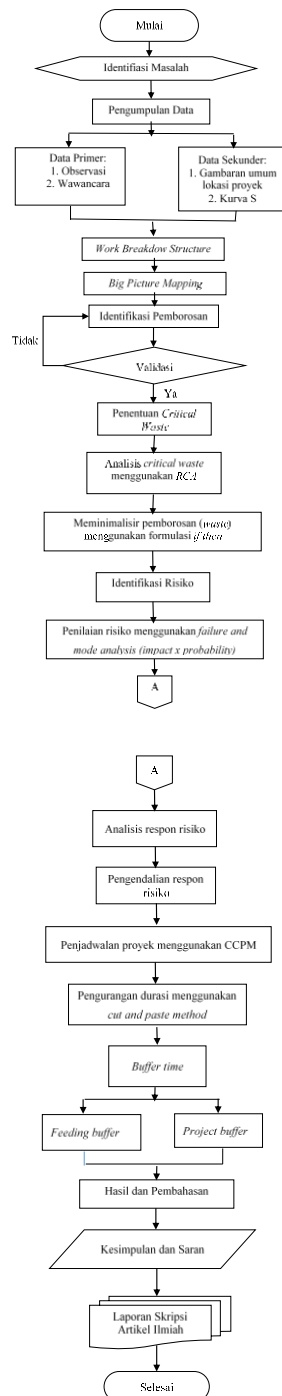 Mulai
Identifiasi Masalah
Pengumpulan Data
Data Primer:
1. Observasi
2. Wawancara
Data Sekunder:
1. Gambaran umum
lokasi proyek
2. Kurva S
Work Breakdow Structure
Big Picture Mapping
Identifikasi Pemborosan
Tidak
Validasi
Ya
Penentuan Critical
Waste
Analisis critical waste
menggunakan RCA
Meminimalisir pemborosan (waste)
menggunakan formulasi if then
Identifikasi Risiko
Penilaian risiko menggunakan failure and
mode analysis (impact x probability)
A
A
Analisis respon risiko
Pengendalian respon
risiko
Penjadwalan proyek menggunakan CCPM
Pengurangan durasi menggunakan
cut and paste method
Buffer time
Feeding buffer
Project buffer
Hasil dan Pembahasan
Kesimpulan dan Saran
Laporan Skripsi
Artikel Ilmiah
Selesai